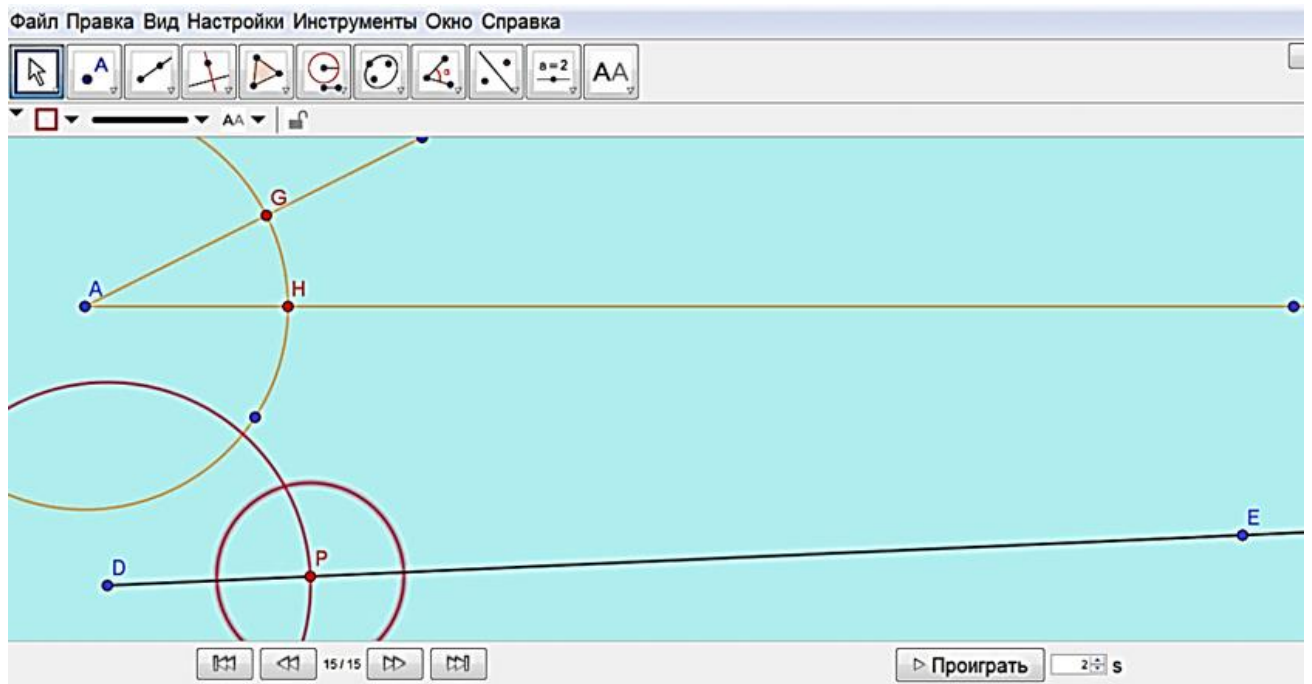 Файл Правка Вид Настройки Инструменты Окно Справка
A α a=2 AA
AA
G
A H
E
D P
15 / 15 Проиграть 2 s